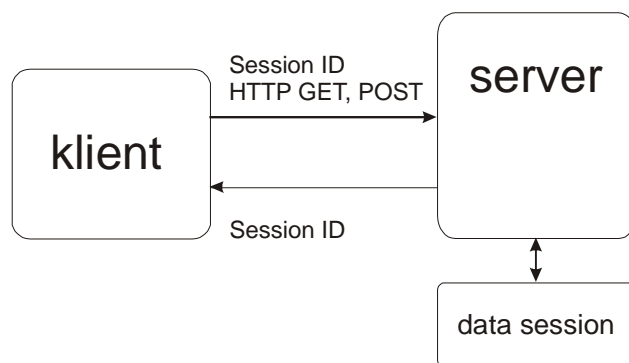 Session ID
HTTP GET, POST
server
klient
Session ID
data session